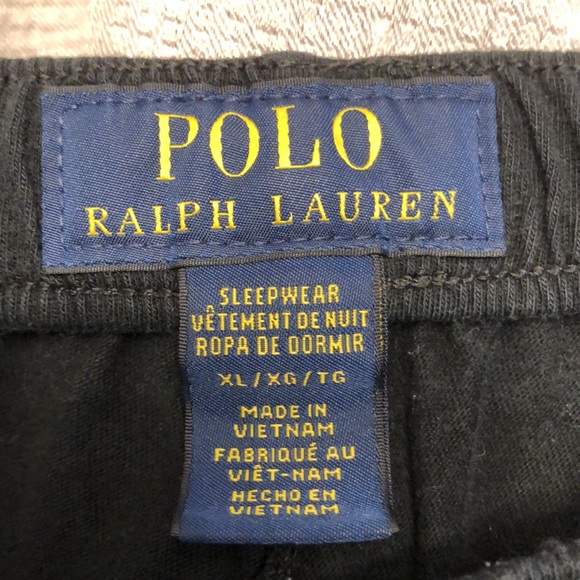 POLO
RALPH LAUREN
SLEEPWEAR
VÊTEMENT DE NUIT
ROPA DE DORMIR
XL/XG/TG
MADE IN
VIETNAM
FABRIQUÉ AU
VIÊT-NAM
HECHO EN
VIETNAM